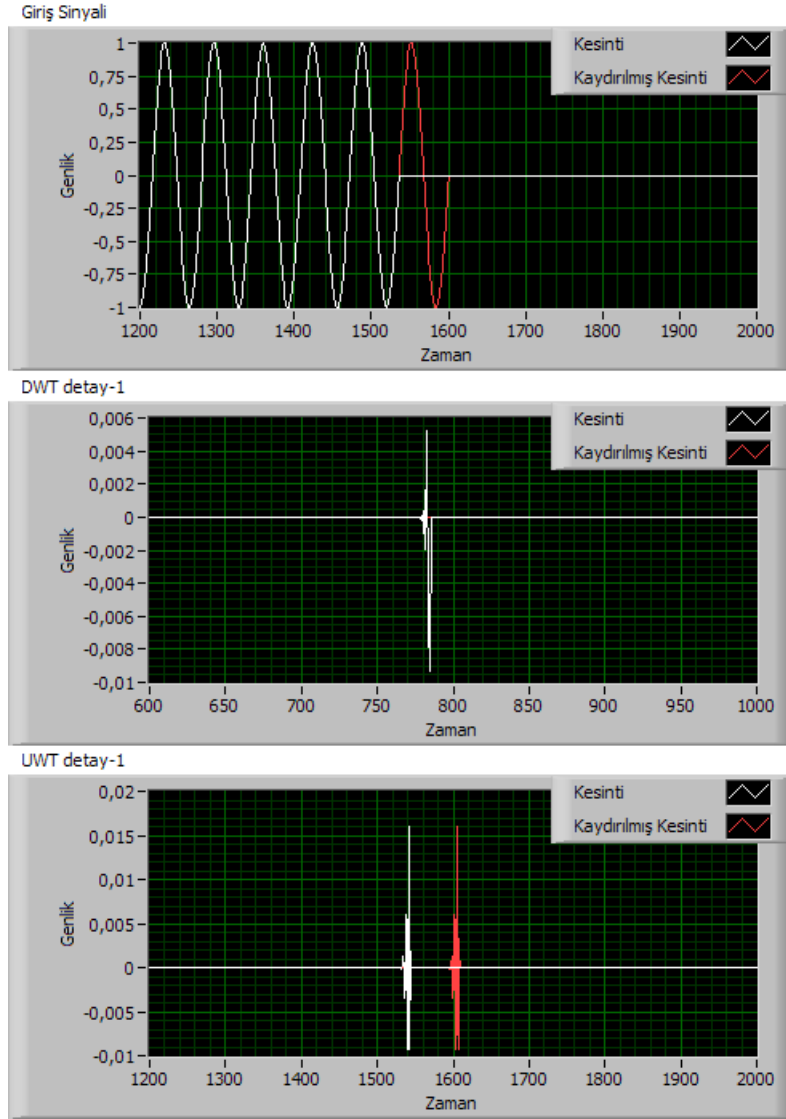 Giriş Sinyali
Kesinti
Kaydırılmış Kesinti
Genlik
1
0,75
0,5
0,25
0
-0,25
-0,5
-0,75
-1
1200 1300 1400 1500 1600 1700 1800 1900 2000
Zaman
DWT detay-1
Kesinti
Kaydırılmış Kesinti
Genlik
0,006
0,004
0,002
0
-0,002
-0,004
-0,006
-0,008
-0,01
600 650 700 750 800 850 900 950 1000
Zaman
UWT detay-1
Kesinti
Kaydırılmış Kesinti
Genlik
0,02
0,015
0,01
0,005
0
-0,005
-0,01
1200 1300 1400 1500 1600 1700 1800 1900 2000
Zaman